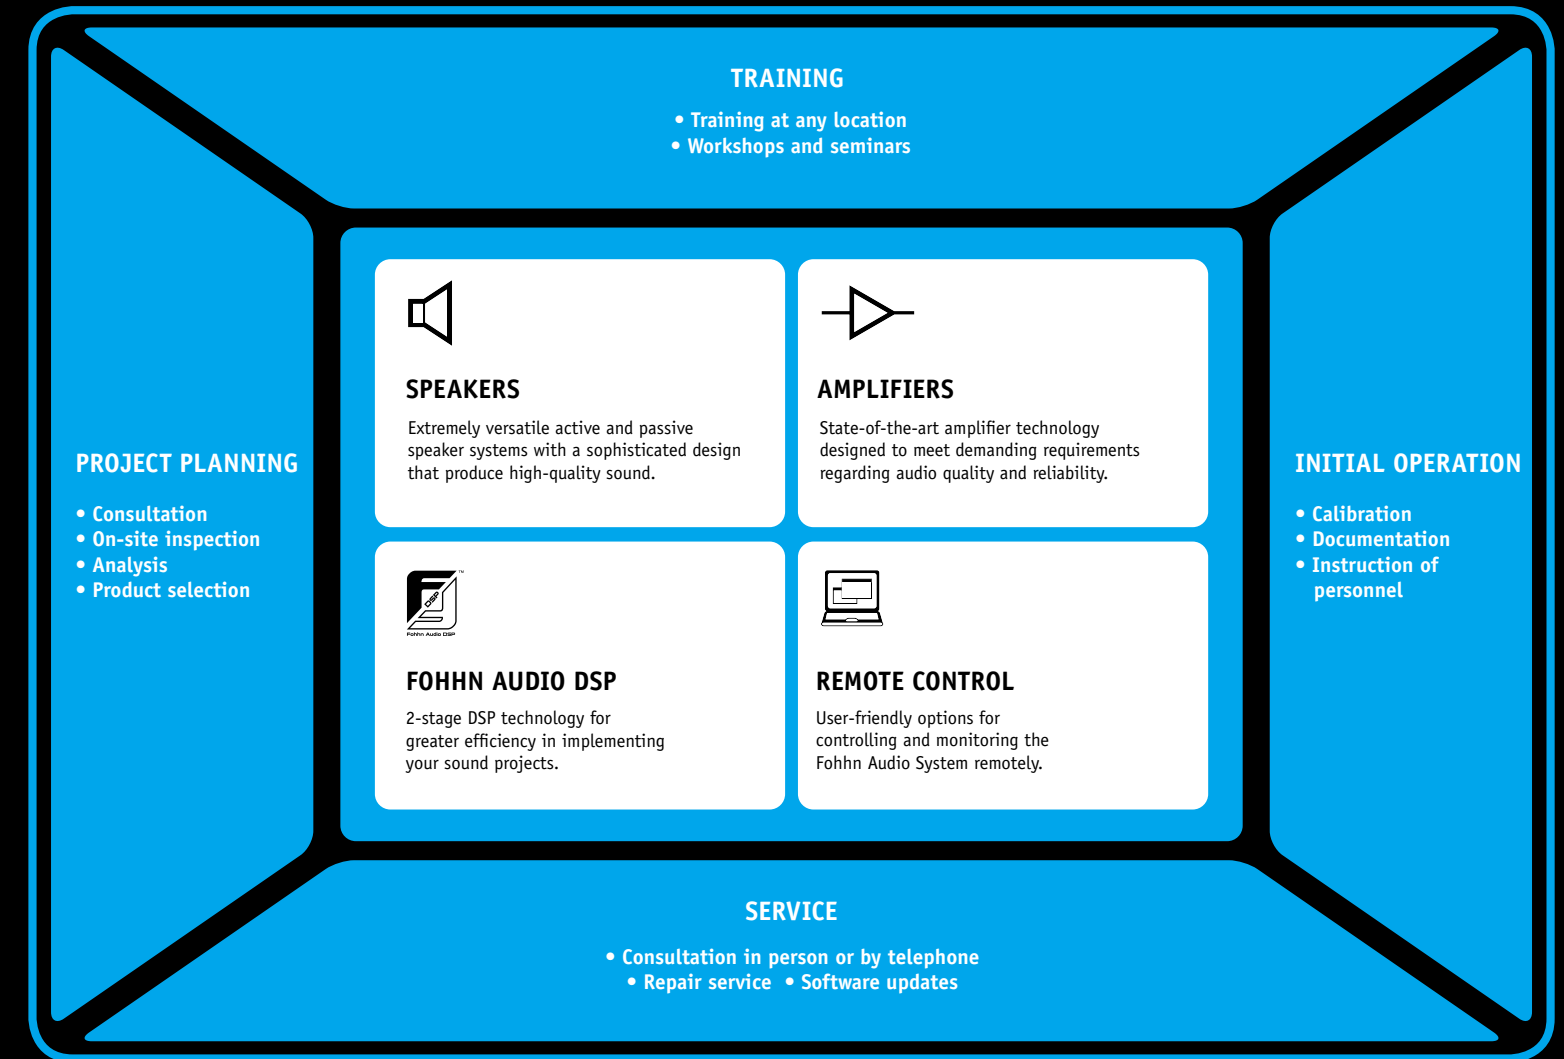 TRAINING
• Training at any location
• Workshops and seminars
PROJECT PLANNING
• Consultation
• On-site inspection
• Analysis
• Product selection
SPEAKERS
Extremely versatile active and passive
speaker systems with a sophisticated design
that produce high-quality sound.
AMPLIFIERS
State-of-the-art amplifier technology
designed to meet demanding requirements
regarding audio quality and reliability.
DSP
TM
Fohhn Audio DSP
FOHHN AUDIO DSP
2-stage DSP technology for
greater efficiency in implementing
your sound projects.
REMOTE CONTROL
User-friendly options for
controlling and monitoring the
Fohhn Audio System remotely.
INITIAL OPERATION
• Calibration
• Documentation
• Instruction of
personnel
SERVICE
• Consultation in person or by telephone
• Repair service • Software updates